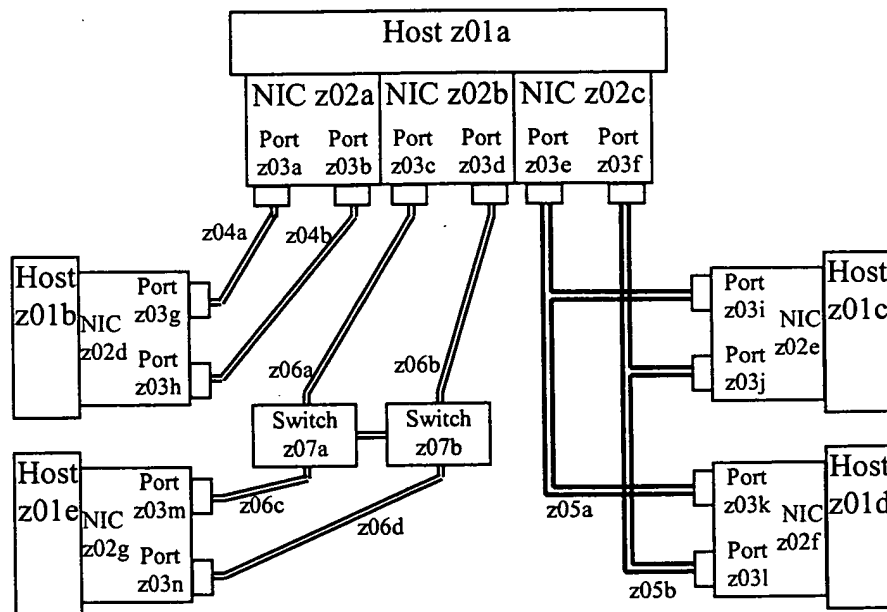 Host z01a
NIC z02a
NIC z02b
NIC z02c
Port
z03a
Port
z03b
Port
z03c
Port
z03d
Port
z03e
Port
z03f
z04a
z04b
Host
z01b
NIC
z02d
Port
z03g
Port
z03h
z06a
z06b
Port
z03i
Port
z03j
NIC
z02e
Host
z01c
Switch
z07a
Switch
z07b
Host
z01e
NIC
z02g
Port
z03m
Port
z03n
z06c
z06d
z05a
z05b
Port
z03k
Port
z03l
NIC
z02f
Host
z01d